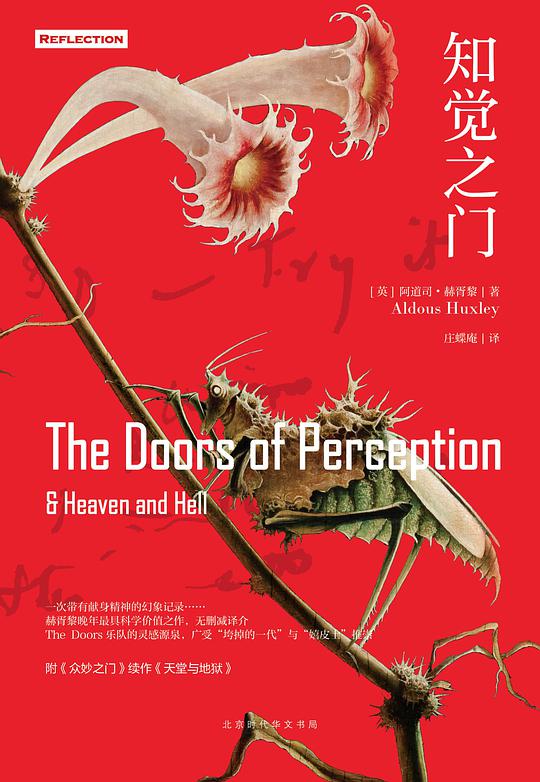 REFLECTION
知觉之门
[英] 阿道司·赫胥黎 | 著
Aldous Huxley
庄蝶庵 | 译
The Doors of Perception
& Heaven and Hell
一次带有献身精神的幻象记录……
赫胥黎晚年最具科学价值之作，无删减译介
The Doors 乐队的灵感源泉，广受“垮掉的一代”与“嬉皮士”推崇
附《众妙之门》续作《天堂与地狱》
北京时代华文书局